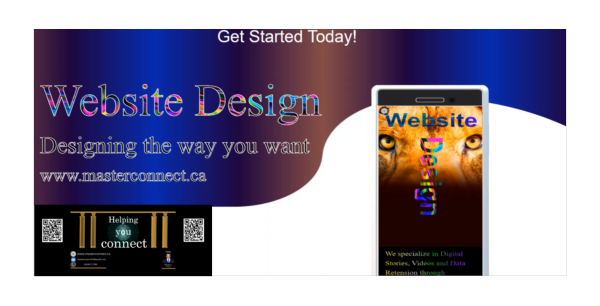 Get Started Today!
Website Design
Designing the way you want
www.masterconnect.ca
Helping
you
connect
Website
Design
We specialize in Digital
Stories, Videos and Data
Retension through